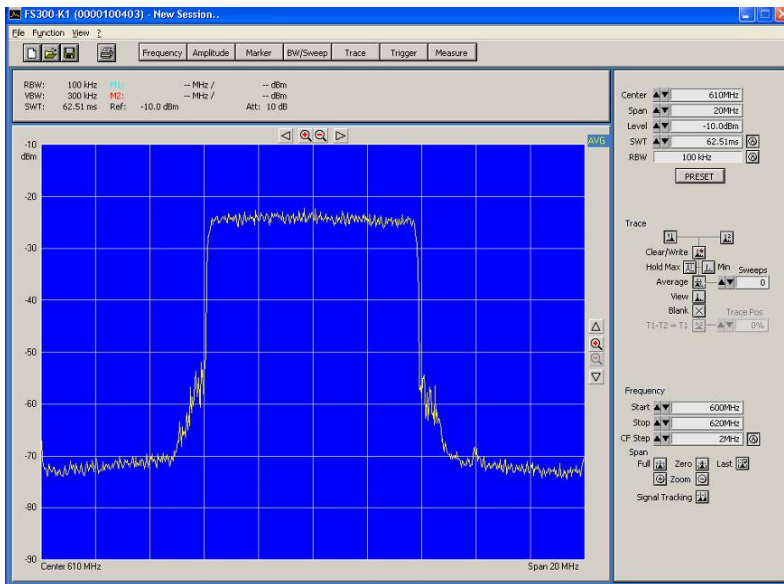 FS300-K1 (0000100403) - New Session..
File Function View ?
Frequency Amplitude Marker BW/Sweep Trace Trigger Measure
RBW: 100 kHz M1: -- MHz / -- dBm
VBW: 300 kHz M2: -- MHz / -- dBm
SWT: 62.51 ms Ref: -10.0 dBm Att: 10 dB
AVG
-10
dBm
-20
-30
-40
-50
-60
-70
-80
-90
Center 610 MHz Span 20 MHz
Center 610MHz
Span 20MHz
Level -10.0dBm
SWT 62.51ms
RBW 100 kHz
PRESET
Trace
Clear/Write
Hold Max Min Sweeps
Average 0
View
Blank Trace Pos
T1-T2 = T1 0%
Frequency
Start 600MHz
Stop 620MHz
CF Step 2MHz
Span
Full Zero Last
Zoom
Signal Tracking